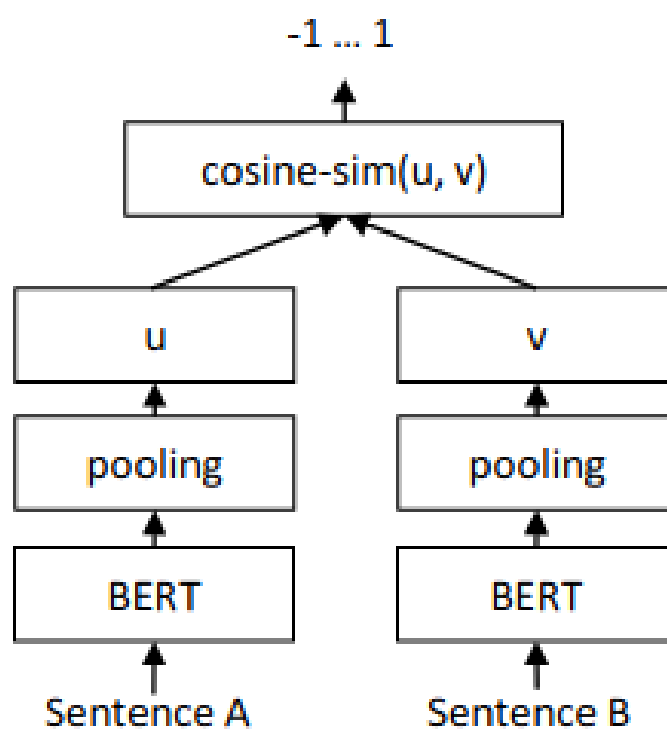 -1 ... 1
cosine-sim(u, v)
u
v
pooling
pooling
BERT
BERT
Sentence A
Sentence B